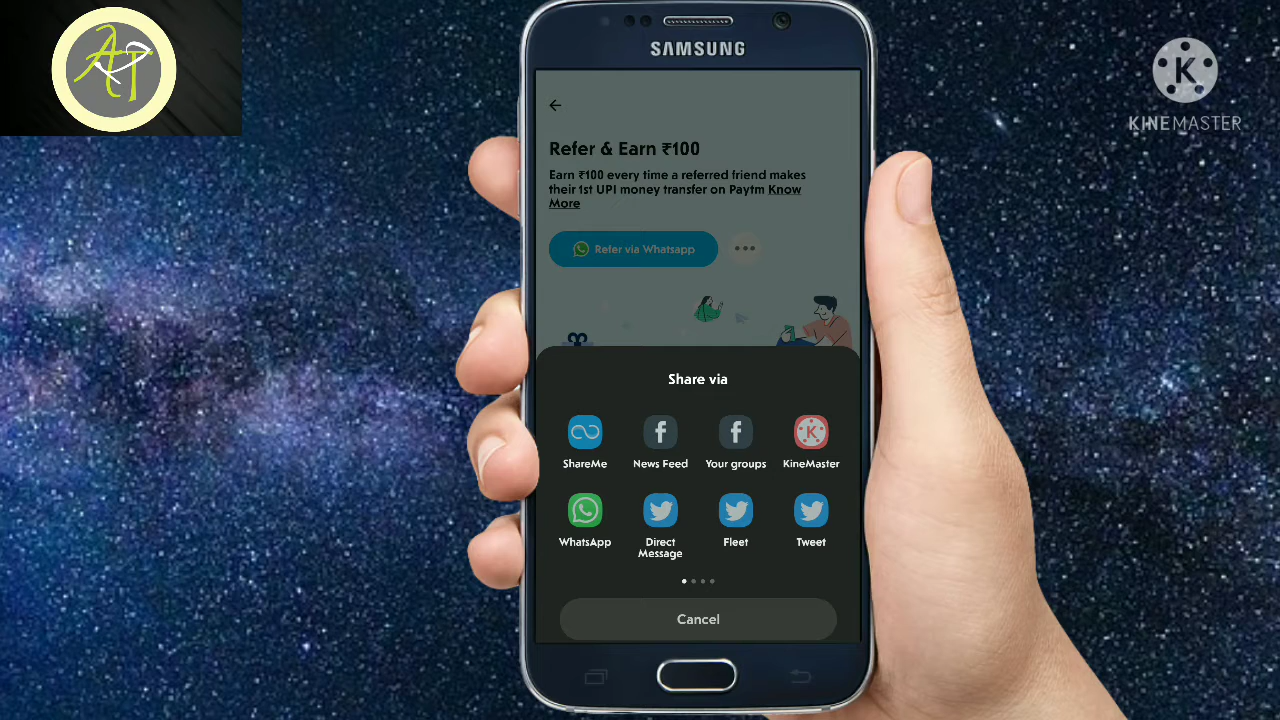 AT
K
KINEMASTER
SAMSUNG
Refer & Earn ₹100
Earn ₹100 every time a referred friend makes
their 1st UPI money transfer on Paytm Know
More
Refer via Whatsapp
Share via
ShareMe
News Feed
Your groups
KineMaster
WhatsApp
Direct
Message
Fleet
Tweet
Cancel